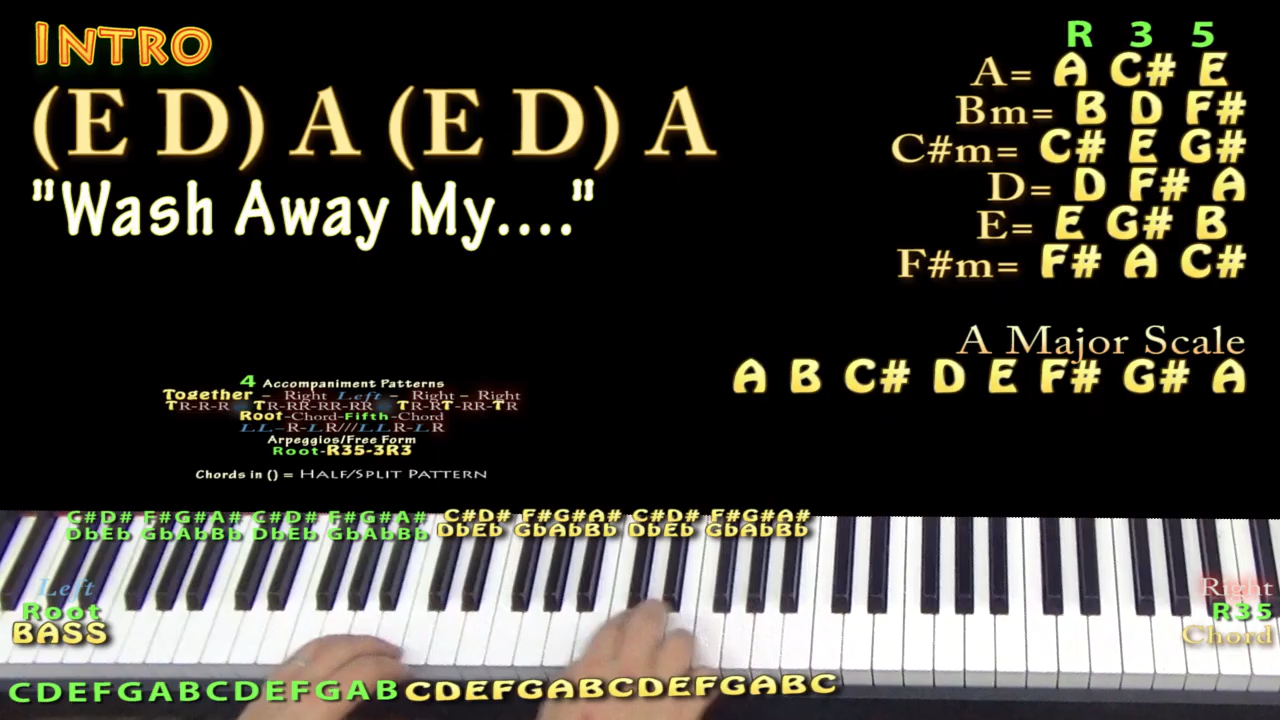 Intro
(E D) A (E D) A
"Wash Away My...."
R 3 5
A= A C# E
Bm= B D F#
C#m= C# E G#
D= D F# A
E= E G# B
F#m= F# A C#
A Major Scale
A B C# D E F# G# A
4 Accompaniment Patterns
Together - Right Left - Right - Right
TR-R-R TR-RR-RR-RR TR-RT-RR-TR
Root-Chord-Fifth-Chord
LL-R-LR///LLR-LR
Arpeggios/Free Form
Root-R35-3R3
Chords in () = Half/Split Pattern
C#D# F#G#A# C#D# F#G#A# C#D# F#G#A# C#D# F#G#A#
DbEb GbAbBb DbEb GbAbBb DbEb GbAbBb DbEb GbAbBb
Left
Root
BASS
Right
R35
Chord
CDEFGABCDEFGABCDEFGABCDEFGABC